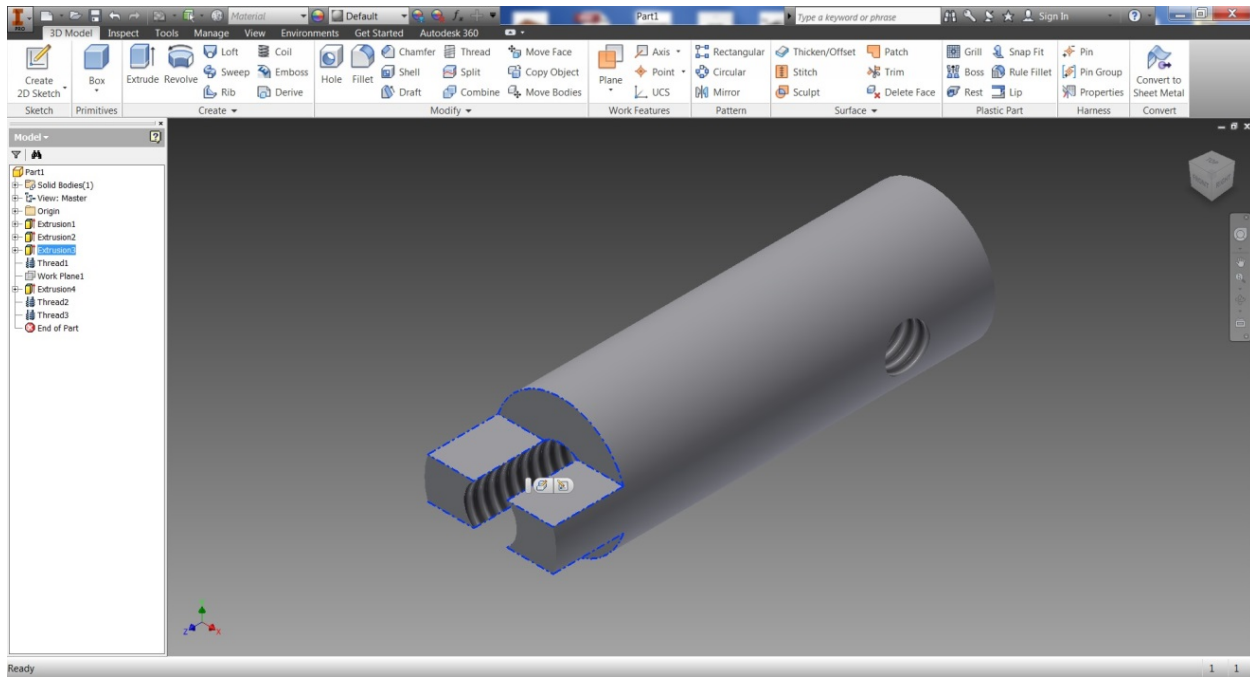 PRO
Material
Default
Part1
Type a keyword or phrase
Sign In
3D Model Inspect Tools Manage View Environments Get Started Autodesk 360
Create 2D Sketch
Sketch
Box
Primitives
Extrude Revolve
Loft Coil
Sweep Emboss
Rib Derive
Create
Hole Fillet
Chamfer Thread Move Face
Shell Split Copy Object
Draft Combine Move Bodies
Modify
Plane
Axis
Point
UCS
Work Features
Rectangular
Circular
Mirror
Pattern
Thicken/Offset Patch
Stitch Trim
Sculpt Delete Face
Surface
Grill Snap Fit
Boss Rule Fillet
Rest Lip
Plastic Part
Pin
Pin Group
Properties
Harness
Convert to Sheet Metal
Convert
Model
Part1
Solid Bodies(1)
View: Master
Origin
Extrusion1
Extrusion2
Extrusion3
Thread1
Work Plane1
Extrusion4
Thread2
Thread3
End of Part
Z X
Ready
1 1